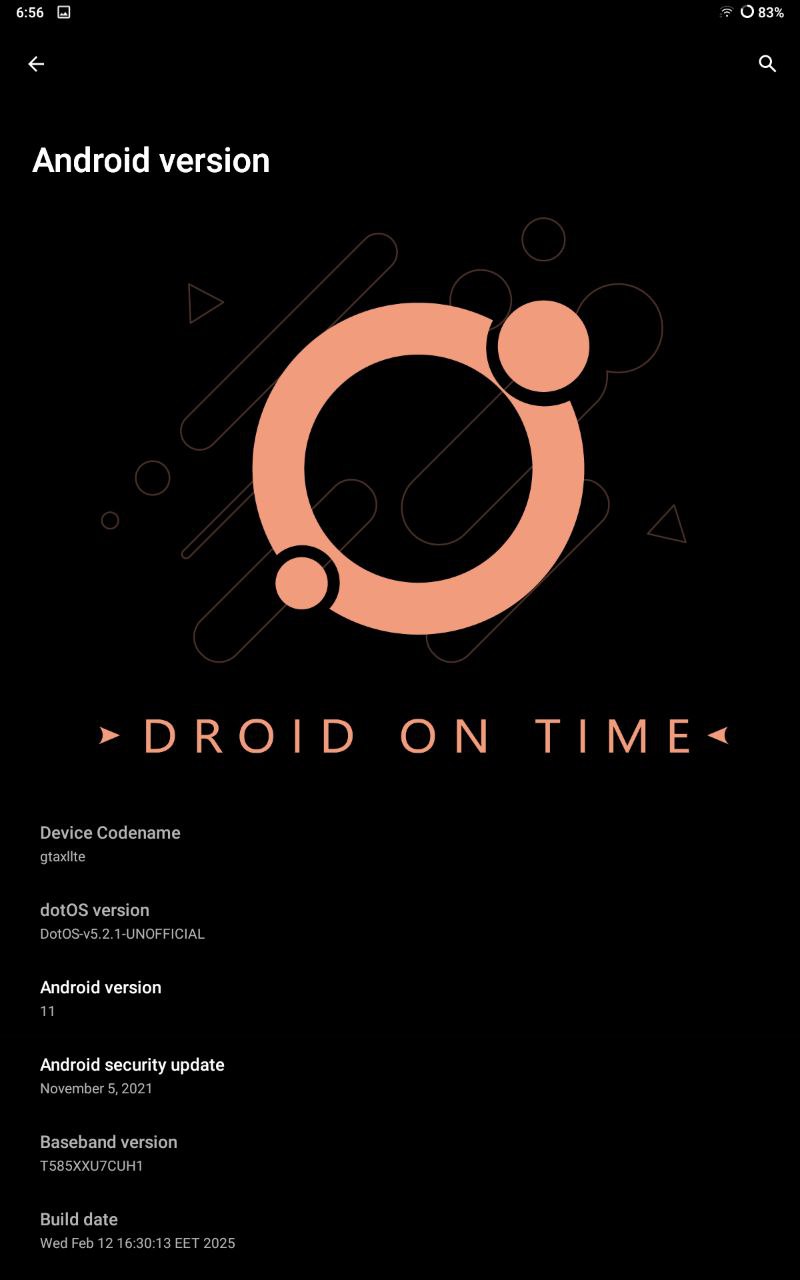 6:56 83%
Android version
DROID ON TIME
Device Codename
gtaxllte
dotOS version
DotOS-v5.2.1-UNOFFICIAL
Android version
11
Android security update
November 5, 2021
Baseband version
T585XXU7CUH1
Build date
Wed Feb 12 16:30:13 EET 2025